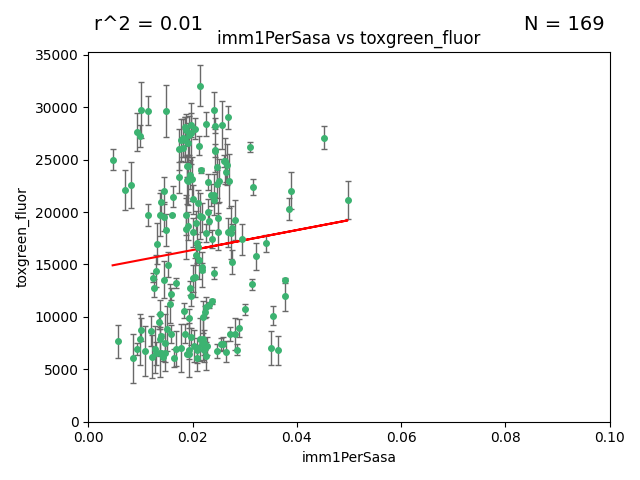 r^2 = 0.01
N = 169
imm1PerSasa vs toxgreen_fluor
35000
30000
25000
20000
15000
10000
5000
0
toxgreen_fluor
0.00
0.02
0.04
0.06
0.08
0.10
imm1PerSasa